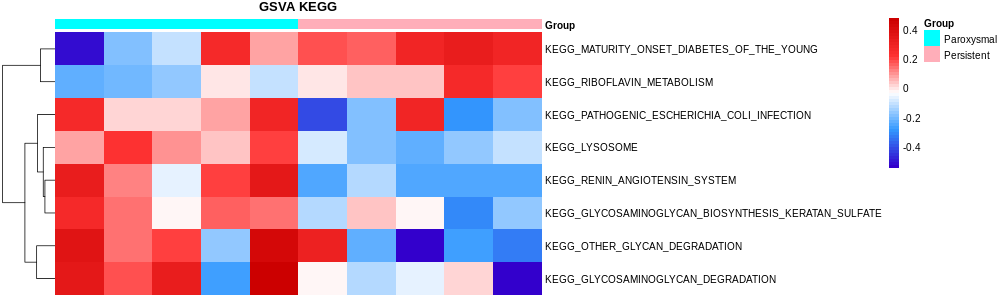 GSVA KEGG
Group
KEGG_MATURITY_ONSET_DIABETES_OF_THE_YOUNG
KEGG_RIBOFLAVIN_METABOLISM
KEGG_PATHOGENIC_ESCHERICHIA_COLI_INFECTION
KEGG_LYSOSOME
KEGG_RENIN_ANGIOTENSIN_SYSTEM
KEGG_GLYCOSAMINOGLYCAN_BIOSYNTHESIS_KERATAN_SULFATE
KEGG_OTHER_GLYCAN_DEGRADATION
KEGG_GLYCOSAMINOGLYCAN_DEGRADATION
0.4
0.2
0
-0.2
-0.4
Group
Paroxysmal
Persistent